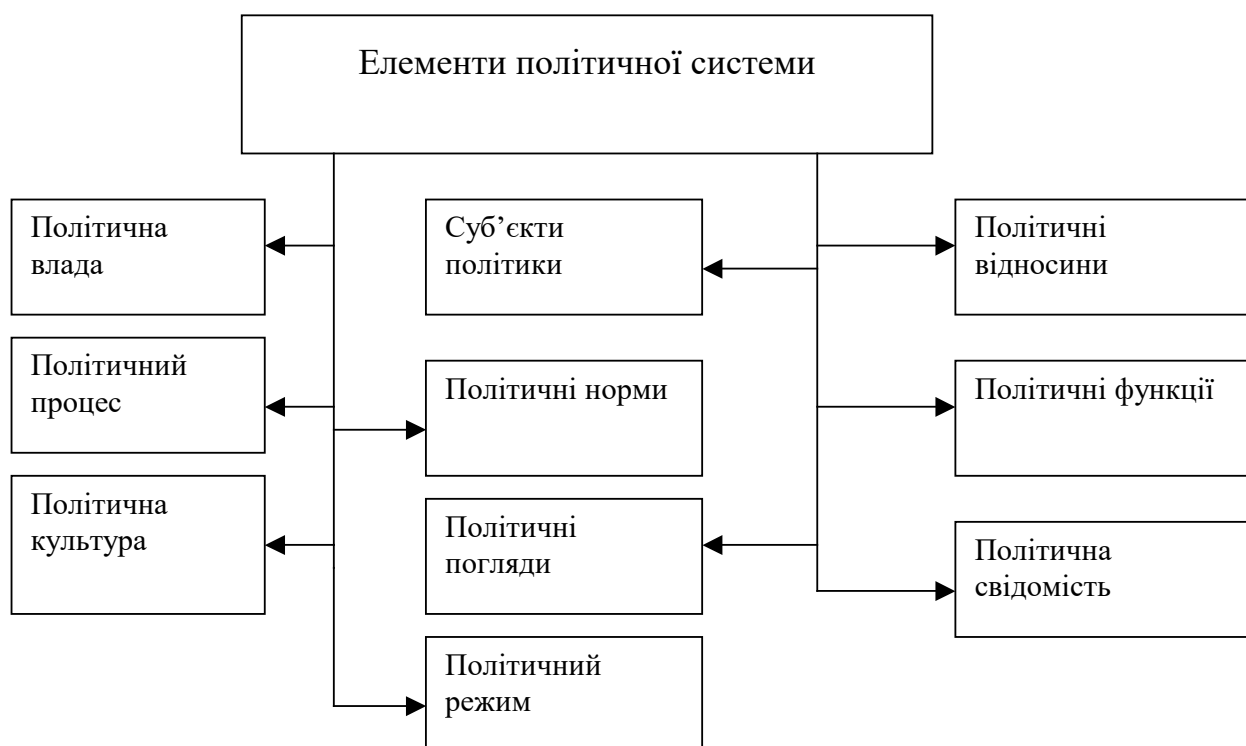 Елементи політичної системи
Політична
влада
Суб’єкти
політики
Політичні
відносини
Політичний
процес
Політичні норми
Політичні функції
Політична
культура
Політичні
погляди
Політична
свідомість
Політичний
режим